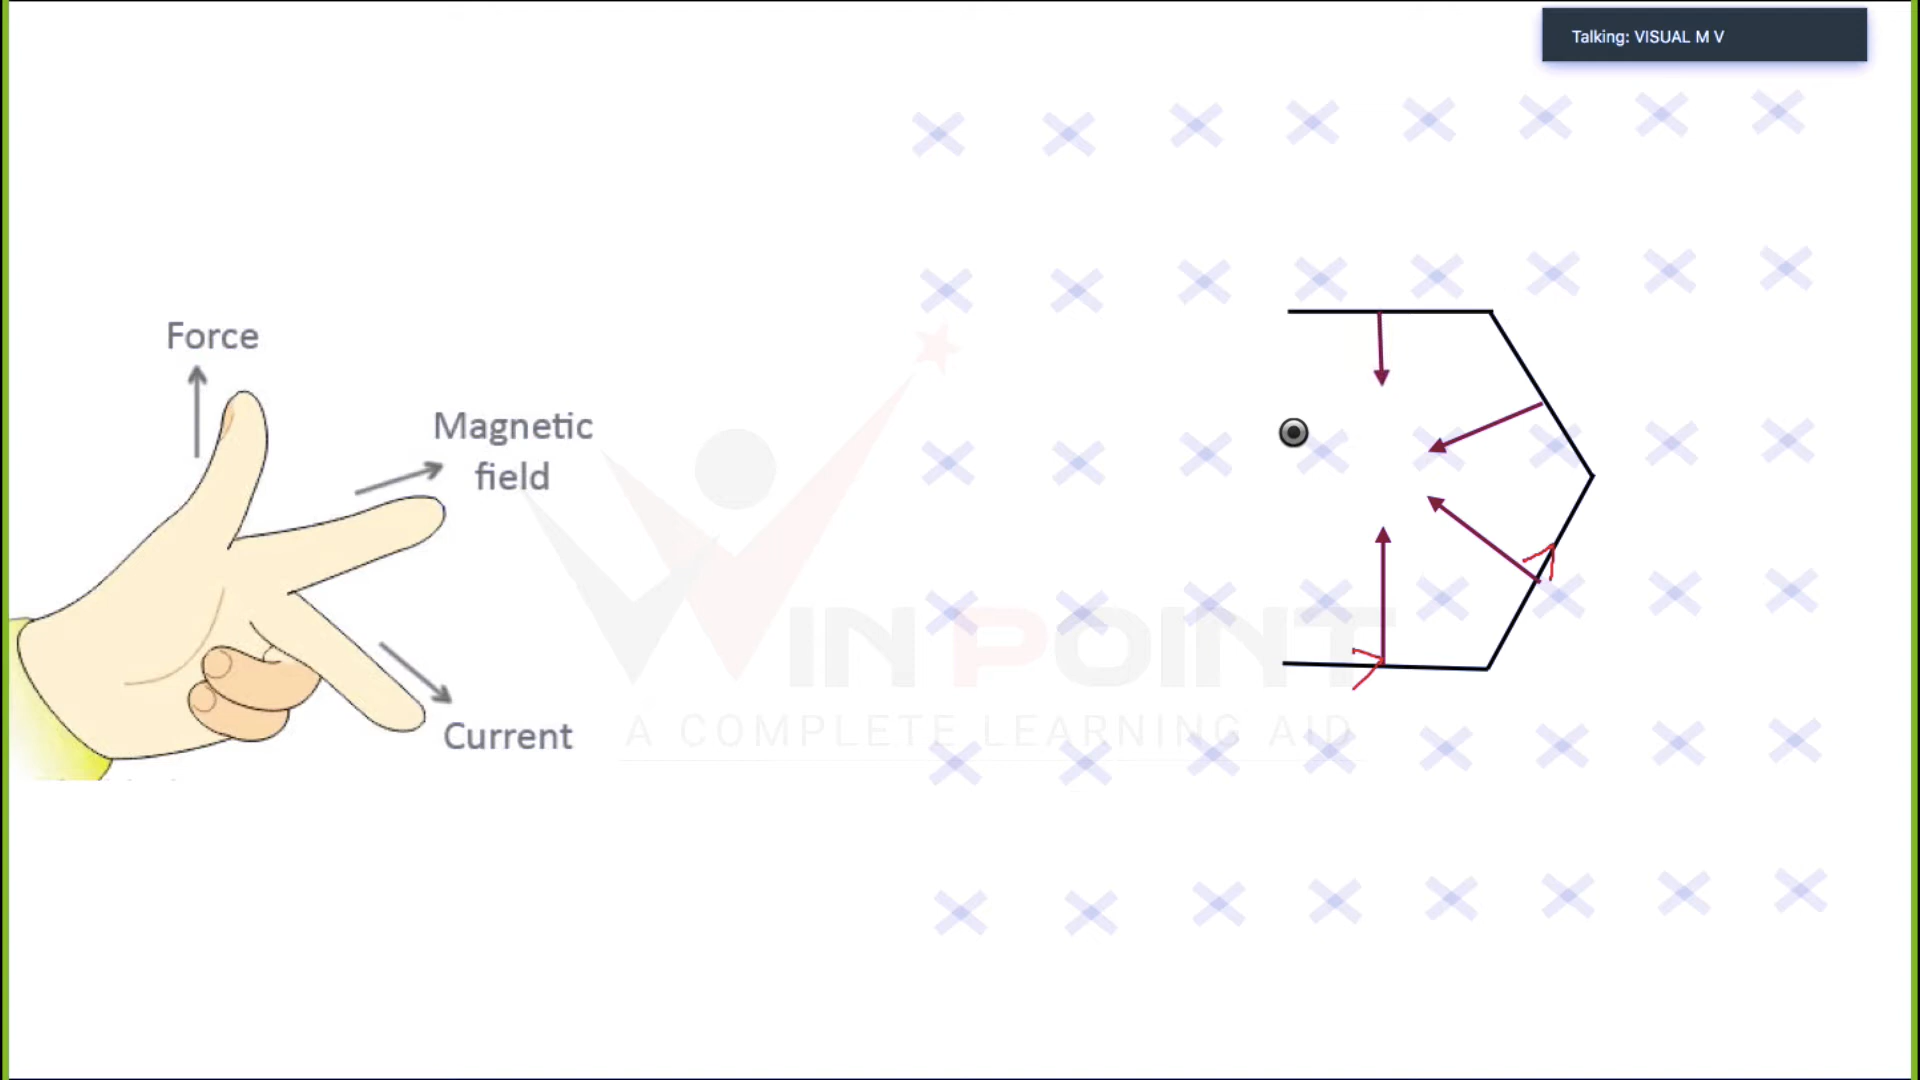 Talking: VISUAL M V
Force
Magnetic
field
Current
WINPOINT
A COMPLETE LEARNING AID